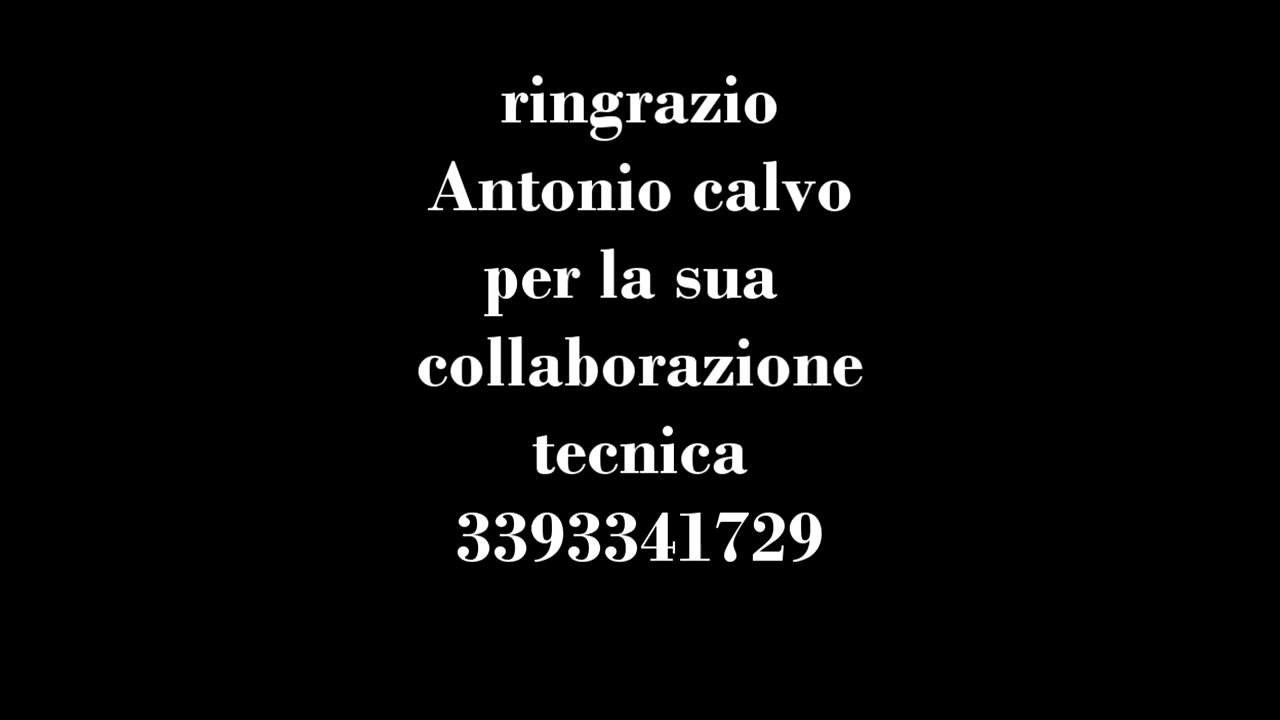 ringrazio
Antonio calvo
per la sua
collaborazione
tecnica
3393341729